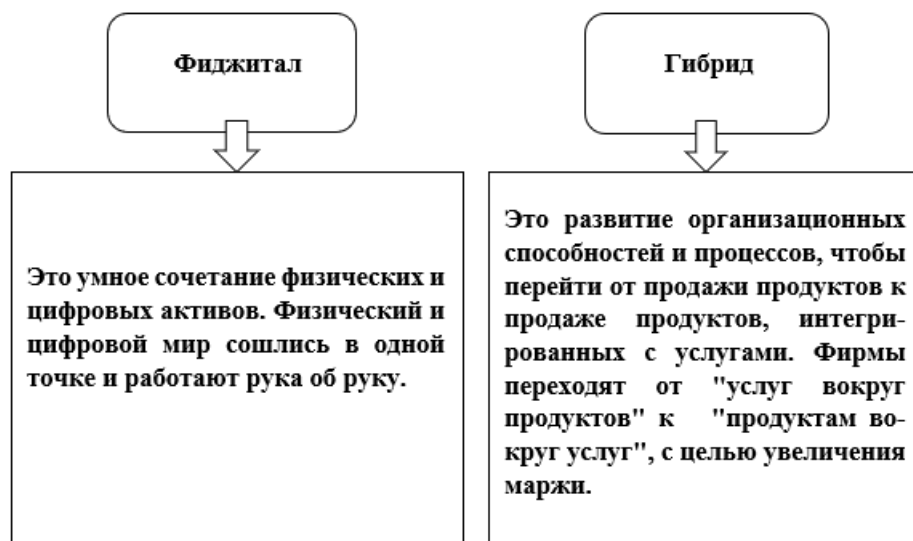 Фиджитал
Гибрид
Это умное сочетание физических и
цифровых активов. Физический и
цифровой мир сошлись в одной
точке и работают рука об руку.
Это развитие организационных
способностей и процессов, чтобы
перейти от продажи продуктов к
продаже продуктов, интегри-
рованных с услугами. Фирмы
переходят от "услуг вокруг
продуктов" к "продуктам во-
круг услуг", с целью увеличения
маржи.